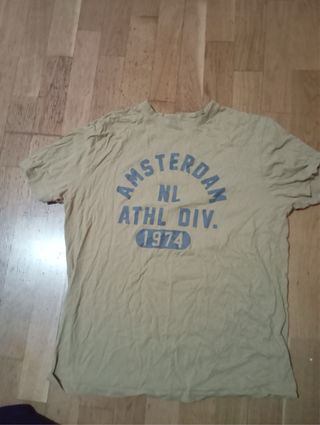 AMSTERDAM
NL
ATHL DIV.
1974